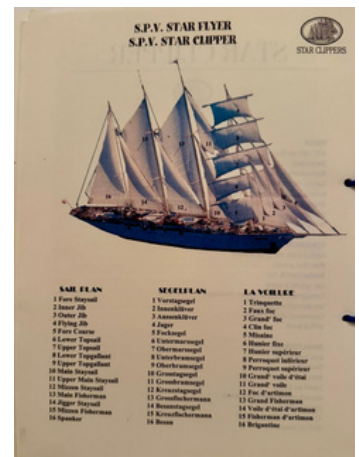 S.P.V. STAR FLYER
S.P.V. STAR CLIPPER
STAR CLIPPERS
SAIL PLAN
1 Fore Staysail
2 Inner Jib
3 Outer Jib
4 Flying Jib
5 Fore Course
6 Lower Topsail
7 Upper Topsail
8 Lower Topgallant
9 Upper Topgallant
10 Main Staysail
11 Upper Main Staysail
12 Mizzen Staysail
13 Main Fisherman
14 Jigger Staysail
15 Mizzen Fisherman
16 Spanker
SEGELPLAN
1 Vorstagsegel
2 Innenklüver
3 Aussenklüver
4 Jager
5 Focksegel
6 Untermarssegel
7 Obermarssegel
8 Unterbramsegel
9 Oberbramsegel
10 Grosstagsegel
11 Grossbramsegel
12 Kreuzstagsegel
13 Grossfischermann
14 Besanstagsegel
15 Kreuzfischermann
16 Besan
LA VOILURE
1 Trinquette
2 Faux foc
3 Grand' foc
4 Clin foc
5 Misaine
6 Hunier fixe
7 Hunier supérieur
8 Perroquet inférieur
9 Perroquet supérieur
10 Grand' voile d'étai
11 Grand' voile
12 Foc d'artimon
13 Grand Fisherman
14 Voile d'étai d'artimon
15 Fisherman d'artimon
16 Brigantine